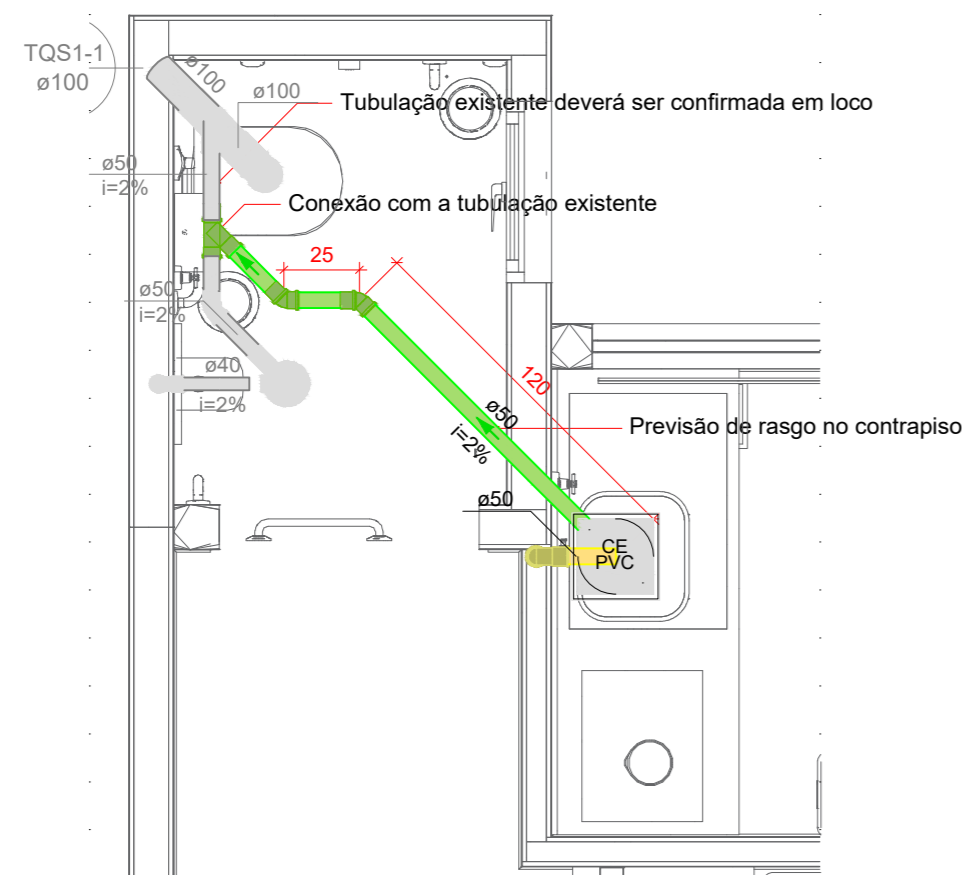 TQS1-1
ø100
ø100
ø100
Tubulação existente deverá ser confirmada em loco
ø50
i=2%
Conexão com a tubulação existente
25
ø50
i=2%
120
ø40
i=2%
ø50
i=2%
Previsão de rasgo no contrapiso
ø50
CE
PVC